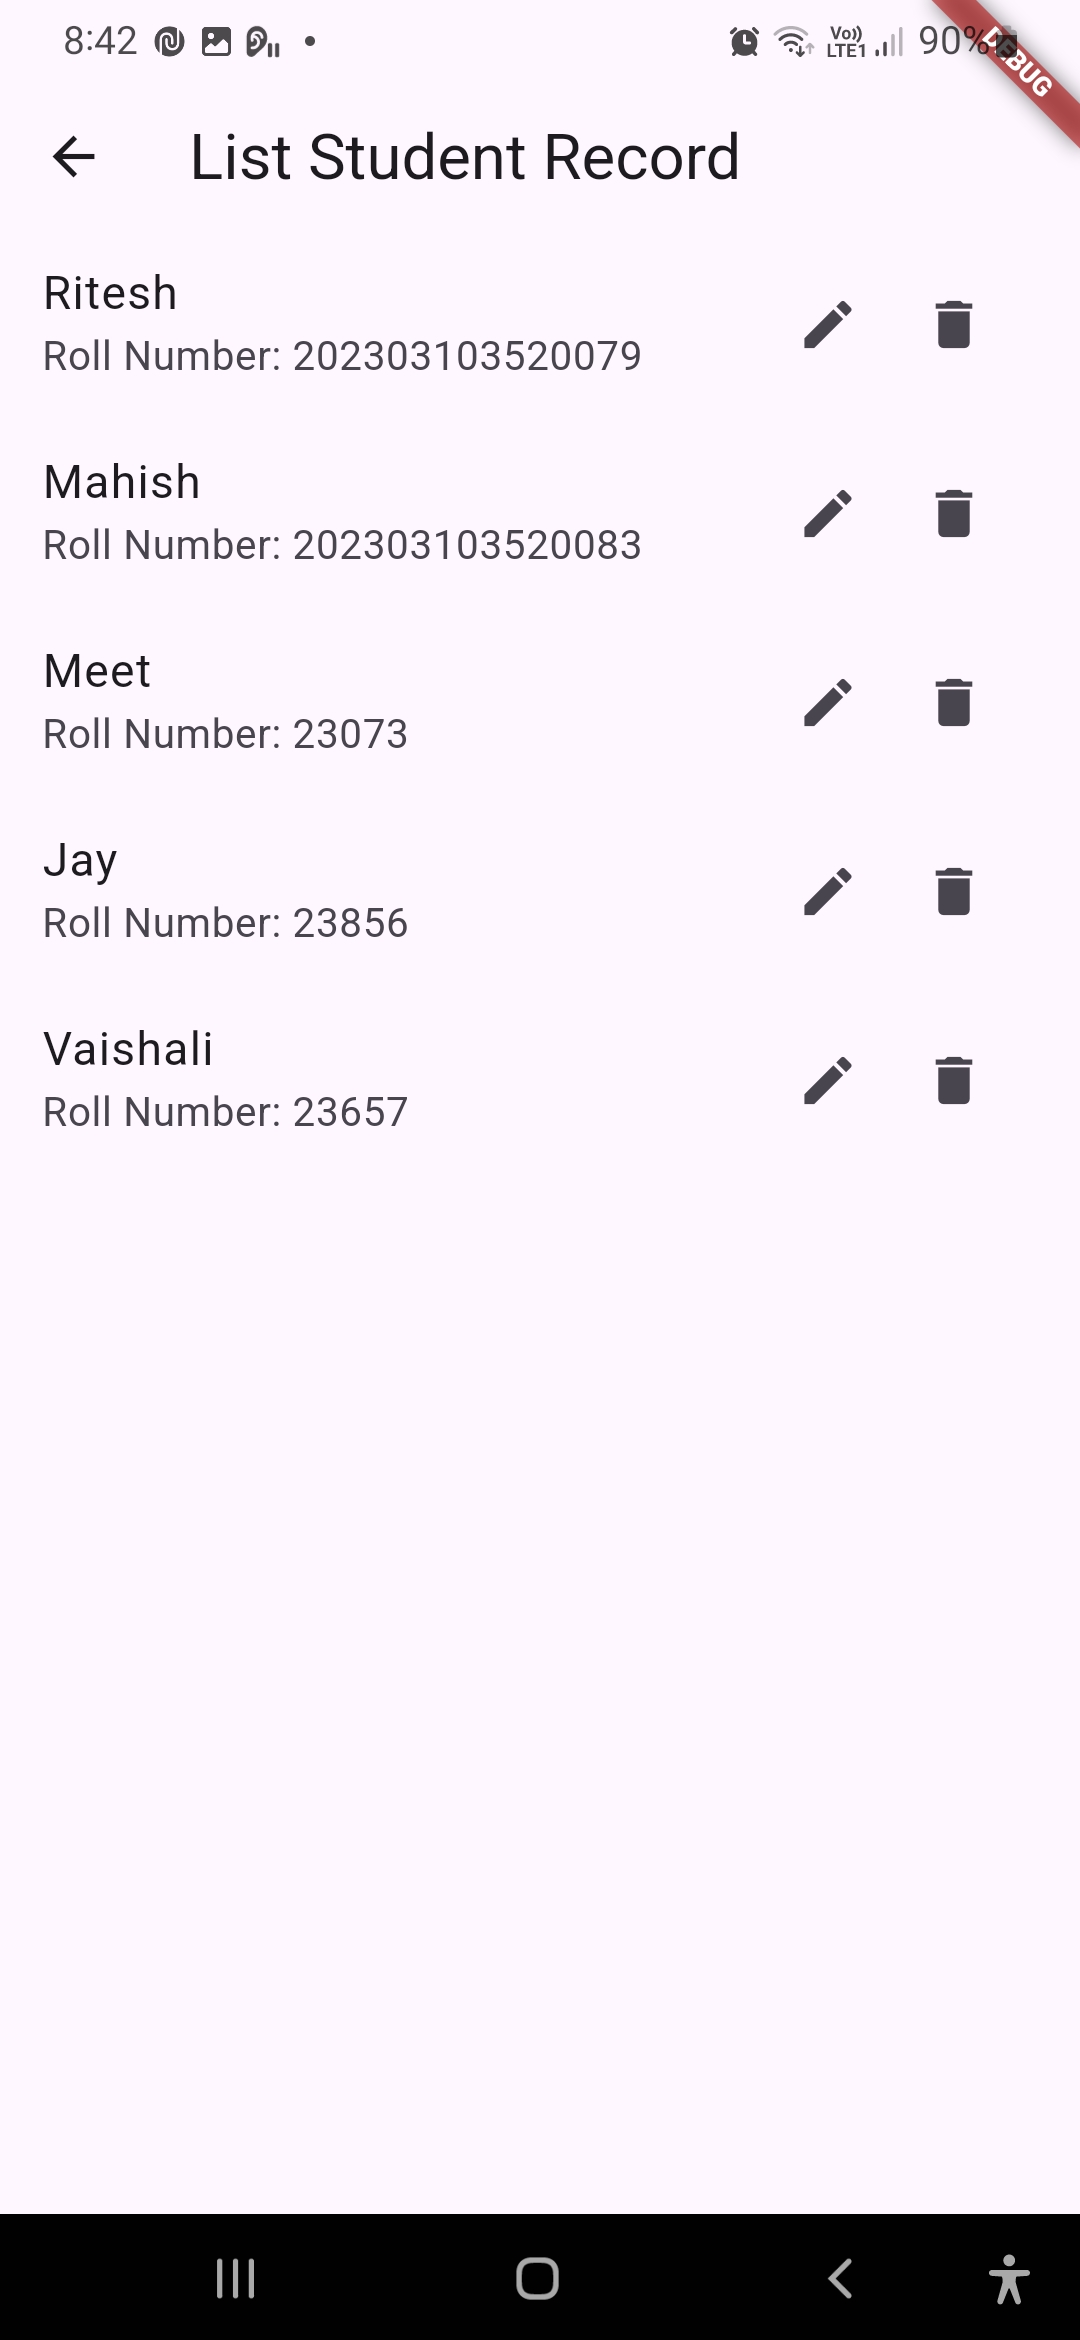 8:42
Vo)) LTE1 90%
DEBUG
List Student Record
Ritesh
Roll Number: 202303103520079
Mahish
Roll Number: 202303103520083
Meet
Roll Number: 23073
Jay
Roll Number: 23856
Vaishali
Roll Number: 23657